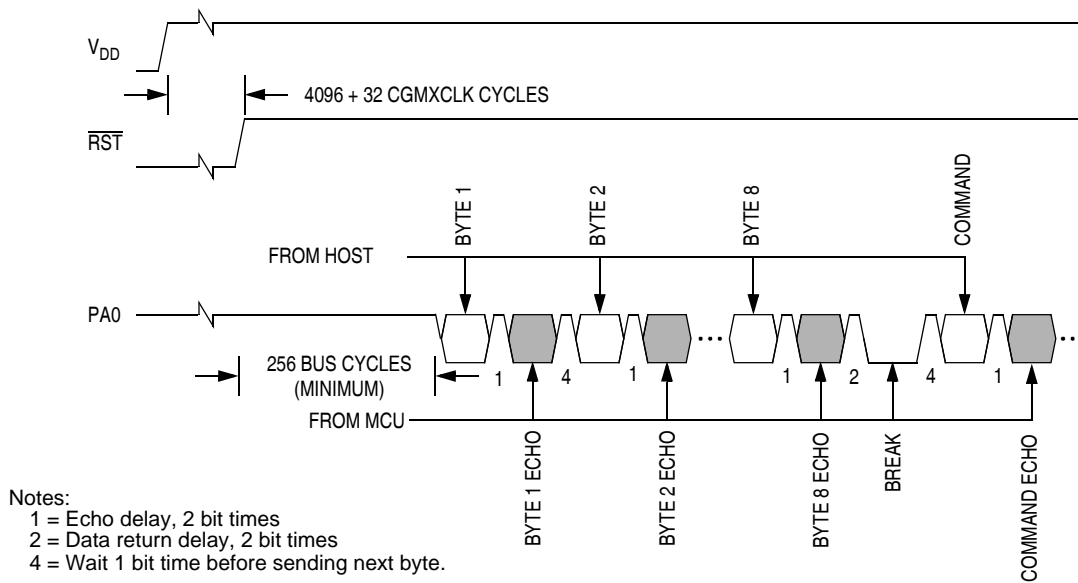 VDD
4096 + 32 CGMXCLK CYCLES
RST
BYTE 1
BYTE 2
BYTE 8
COMMAND
FROM HOST
PA0
256 BUS CYCLES
(MINIMUM)
1
4
1
1
2
4
1
FROM MCU
BYTE 1 ECHO
BYTE 2 ECHO
BYTE 8 ECHO
BREAK
COMMAND ECHO
Notes:
1 = Echo delay, 2 bit times
2 = Data return delay, 2 bit times
4 = Wait 1 bit time before sending next byte.